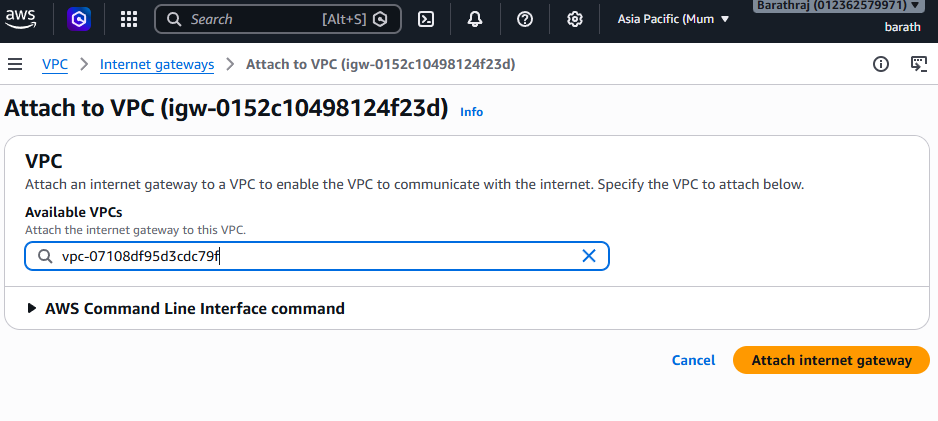 aws Search [Alt+S] Asia Pacific (Mum Barathraj (012362579971)
barath
VPC Internet gateways Attach to VPC (igw-0152c10498124f23d)
Attach to VPC (igw-0152c10498124f23d) Info
VPC
Attach an internet gateway to a VPC to enable the VPC to communicate with the internet. Specify the VPC to attach below.
Available VPCs
Attach the internet gateway to this VPC.
vpc-07108df95d3cdc79f
AWS Command Line Interface command
Cancel Attach internet gateway